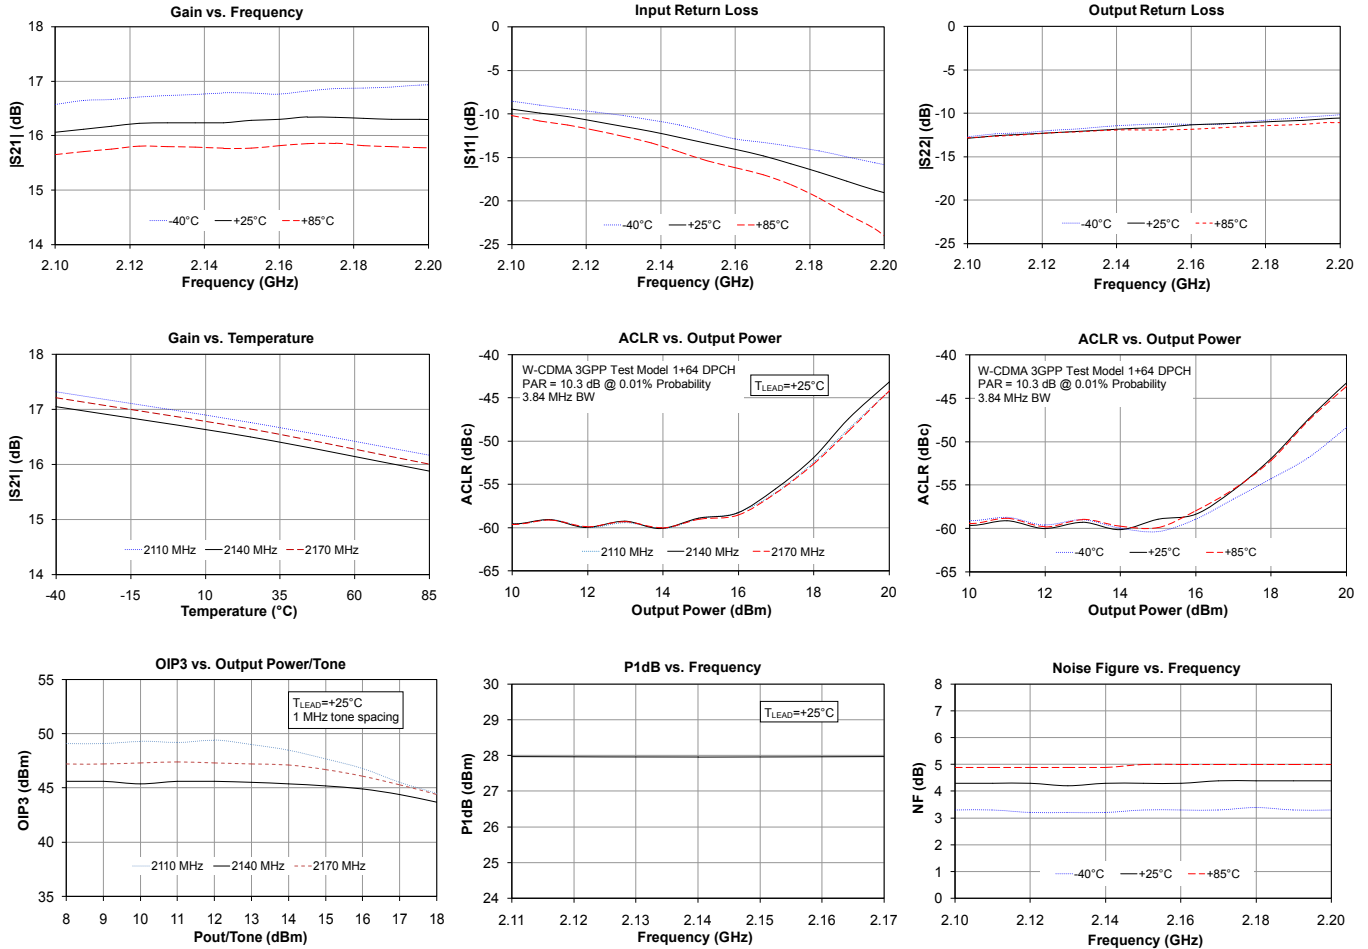 Gain vs. Frequency
|S21| (dB)
18
17
16
15
14
-40°C +25°C +85°C
2.10 2.12 2.14 2.16 2.18 2.20
Frequency (GHz)
Input Return Loss
|S11| (dB)
0
-5
-10
-15
-20
-25
-40°C +25°C +85°C
2.10 2.12 2.14 2.16 2.18 2.20
Frequency (GHz)
Output Return Loss
|S22| (dB)
0
-5
-10
-15
-20
-25
-40°C +25°C +85°C
2.10 2.12 2.14 2.16 2.18 2.20
Frequency (GHz)
Gain vs. Temperature
|S21| (dB)
18
17
16
15
14
2110 MHz 2140 MHz 2170 MHz
-40 -15 10 35 60 85
Temperature (°C)
ACLR vs. Output Power
W-CDMA 3GPP Test Model 1+64 DPCH
PAR = 10.3 dB @ 0.01% Probability
3.84 MHz BW
TLEAD=+25°C
ACLR (dBc)
-40
-45
-50
-55
-60
-65
2110 MHz 2140 MHz 2170 MHz
10 12 14 16 18 20
Output Power (dBm)
ACLR vs. Output Power
W-CDMA 3GPP Test Model 1+64 DPCH
PAR = 10.3 dB @ 0.01% Probability
3.84 MHz BW
ACLR (dBc)
-40
-45
-50
-55
-60
-65
-40°C +25°C +85°C
10 12 14 16 18 20
Output Power (dBm)
OIP3 vs. Output Power/Tone
TLEAD=+25°C
1 MHz tone spacing
OIP3 (dBm)
55
50
45
40
35
2110 MHz 2140 MHz 2170 MHz
8 9 10 11 12 13 14 15 16 17 18
Pout/Tone (dBm)
P1dB vs. Frequency
TLEAD=+25°C
P1dB (dBm)
30
29
28
27
26
25
24
2.11 2.12 2.13 2.14 2.15 2.16 2.17
Frequency (GHz)
Noise Figure vs. Frequency
NF (dB)
8
7
6
5
4
3
2
1
0
-40°C +25°C +85°C
2.10 2.12 2.14 2.16 2.18 2.20
Frequency (GHz)